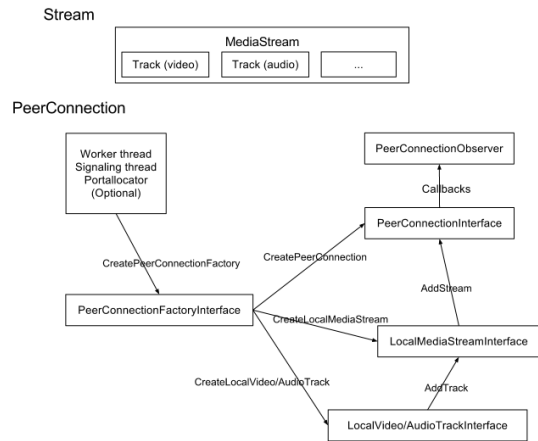 Stream
MediaStream
Track (video)
Track (audio)
...
PeerConnection
Worker thread
Signaling thread
Portallocator
(Optional)
PeerConnectionObserver
Callbacks
PeerConnectionInterface
CreatePeerConnectionFactory
CreatePeerConnection
AddStream
PeerConnectionFactoryInterface
CreateLocalMediaStream
LocalMediaStreamInterface
CreateLocalVideo/AudioTrack
AddTrack
LocalVideo/AudioTrackInterface